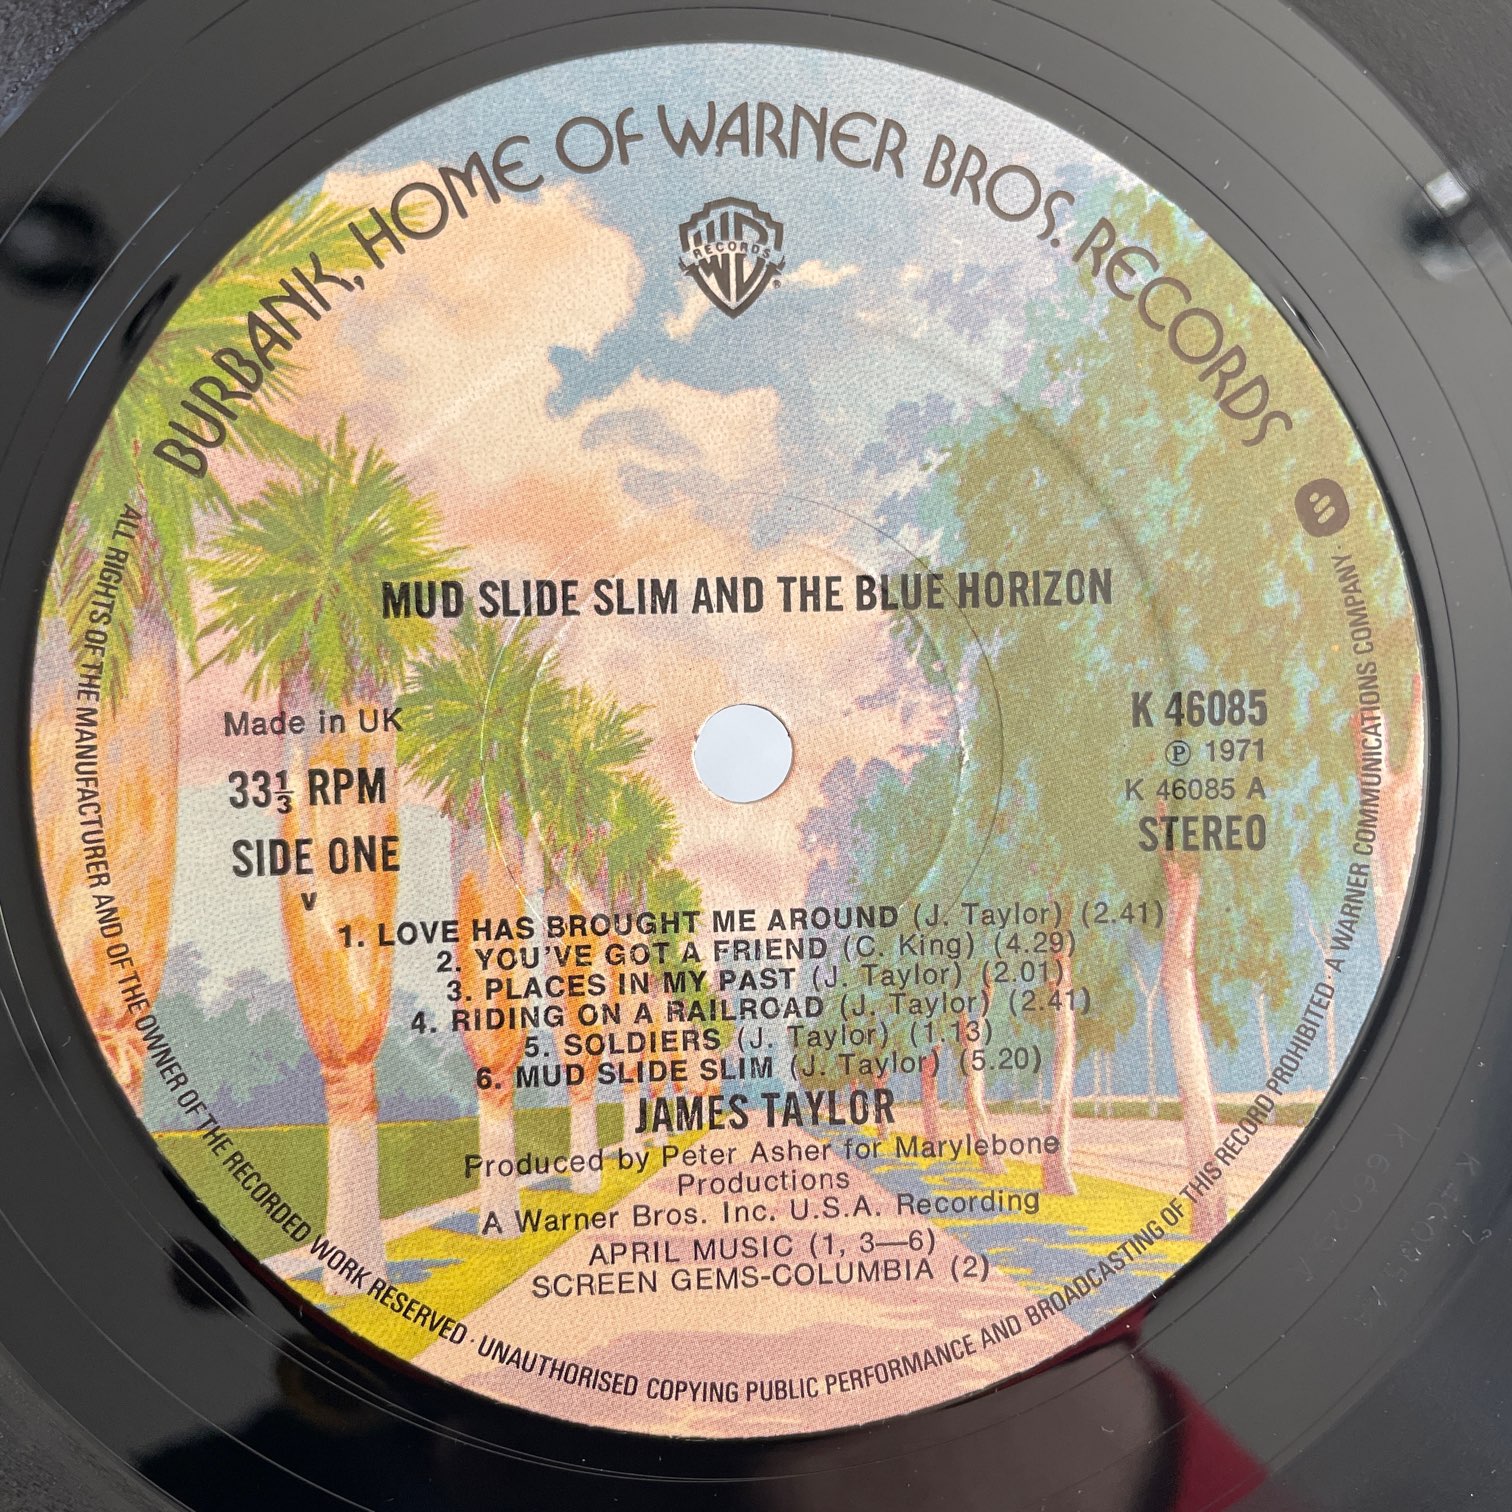 BURBANK, HOME OF WARNER BROS. RECORDS
RECORDS
®
MUD SLIDE SLIM AND THE BLUE HORIZON
Made in UK
33⅓ RPM
SIDE ONE
v
K 46085
℗ 1971
K 46085 A
STEREO
1. LOVE HAS BROUGHT ME AROUND (J. Taylor) (2.41)
2. YOU'VE GOT A FRIEND (C. King) (4.29)
3. PLACES IN MY PAST (J. Taylor) (2.01)
4. RIDING ON A RAILROAD (J. Taylor) (2.41)
5. SOLDIERS (J. Taylor) (1.13)
6. MUD SLIDE SLIM (J. Taylor) (5.20)
JAMES TAYLOR
Produced by Peter Asher for Marylebone
Productions
A Warner Bros. Inc. U.S.A. Recording
APRIL MUSIC (1, 3—6)
SCREEN GEMS-COLUMBIA (2)
ALL RIGHTS OF THE MANUFACTURER AND OF THE OWNER OF THE RECORDED WORK RESERVED · UNAUTHORISED COPYING PUBLIC PERFORMANCE AND BROADCASTING OF THIS RECORD PROHIBITED · A WARNER COMMUNICATIONS COMPANY ·